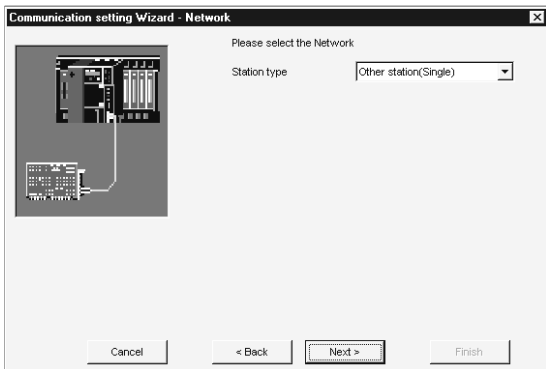 Communication setting Wizard - Network
Please select the Network
Station type Other station(Single)
Cancel < Back Next > Finish